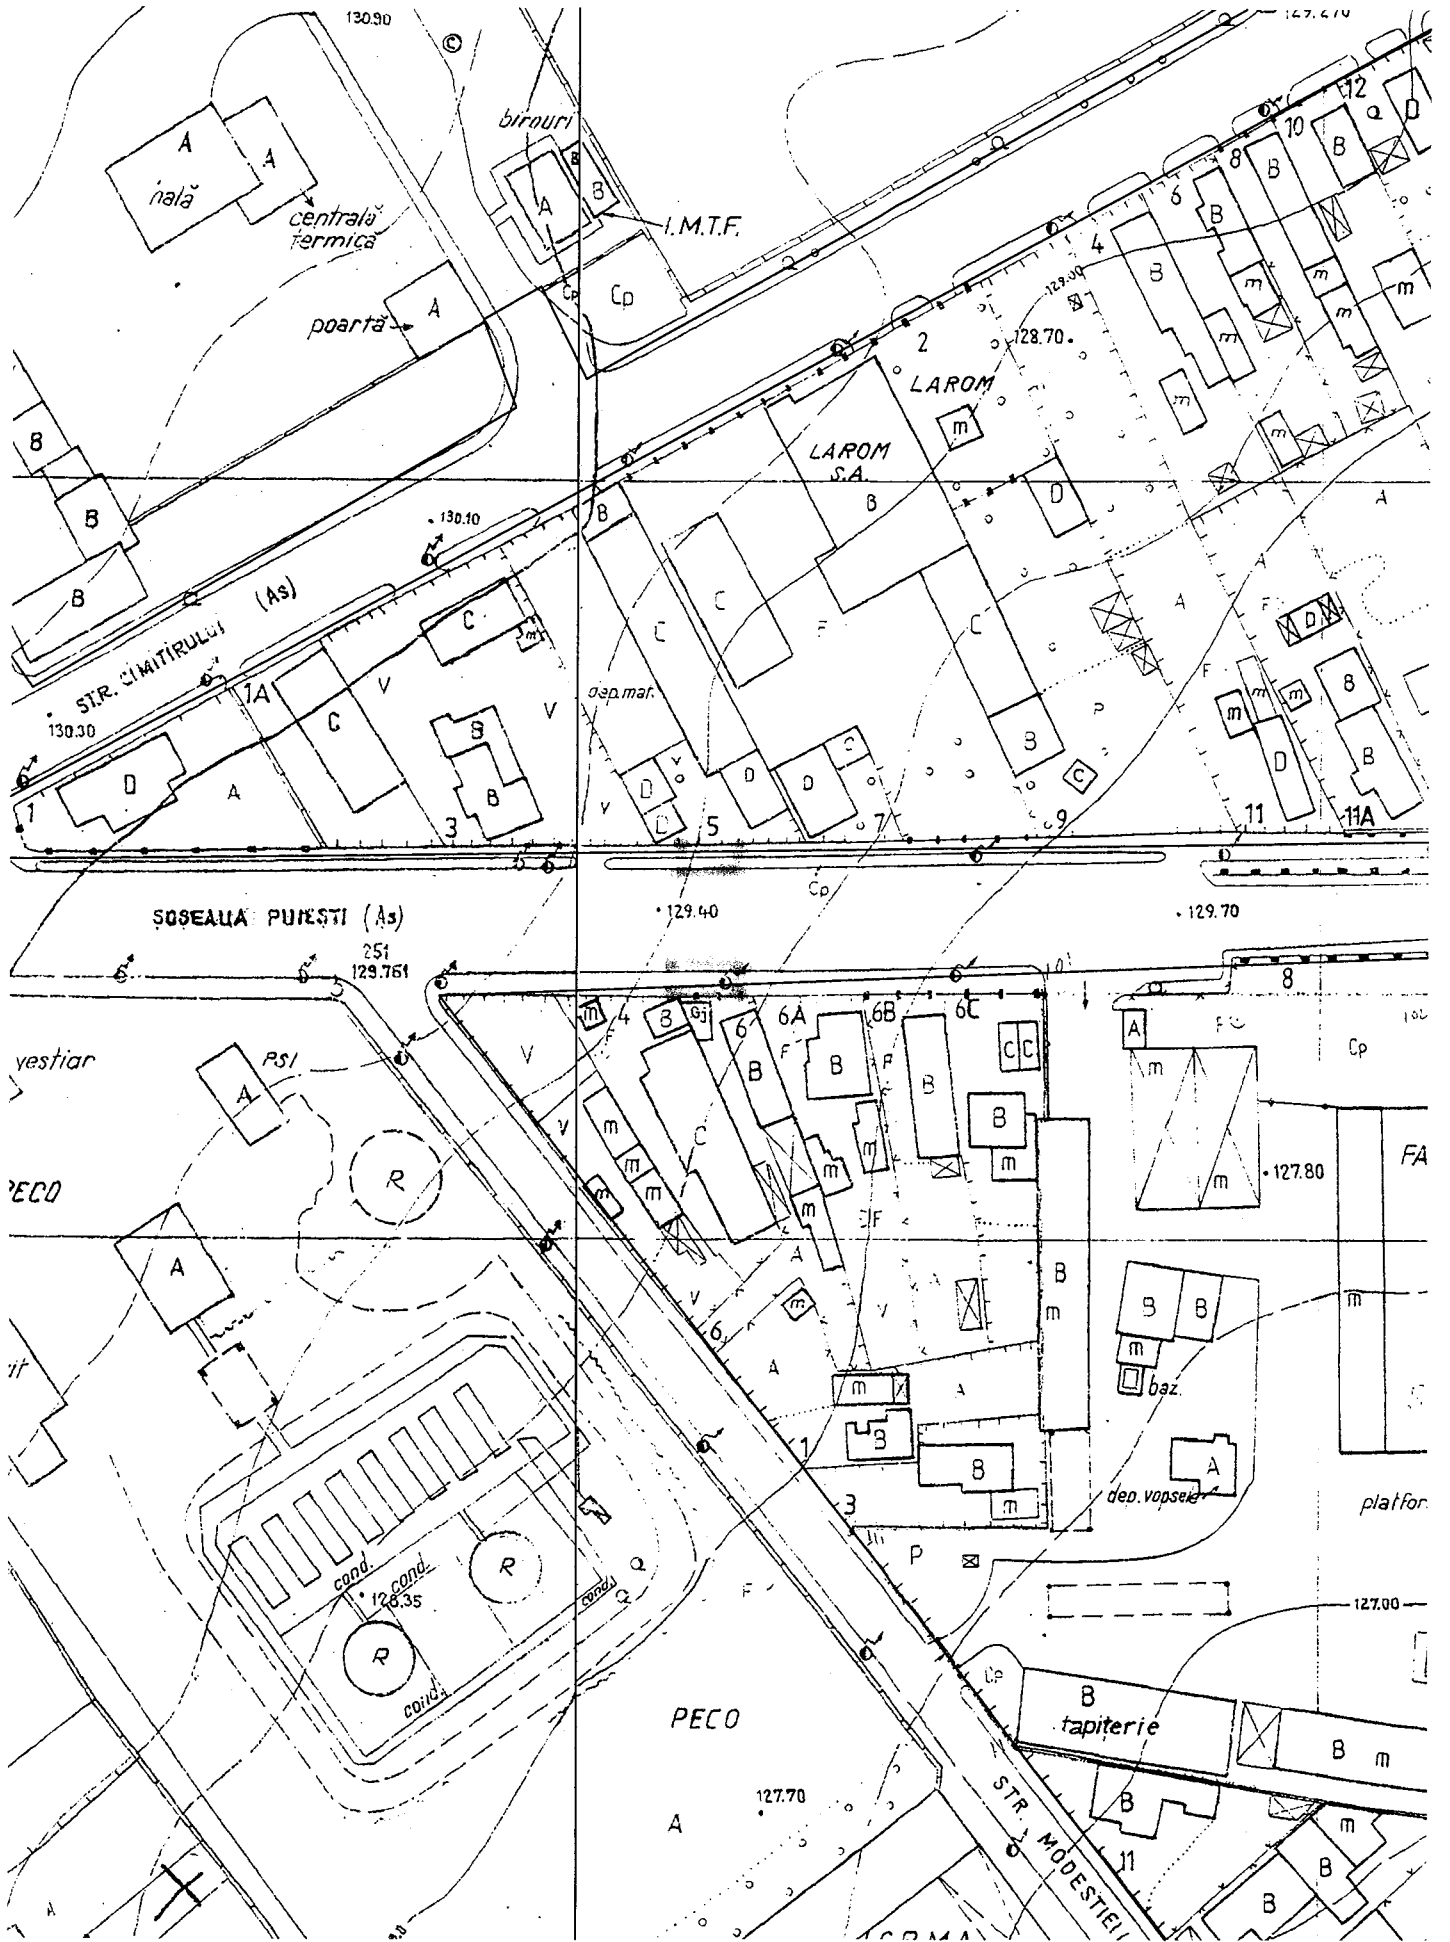 130.90
C
birouri
12
10
A
A
B
B
D
B
B
8
hală
A
B
6
B
centrală
termică
I.M.T.F.
4
B
m
m
m
Cp
Cp
129.00
poartă
A
2
128.70
m
m
LAROM
m
m
B
LAROM
S.A.
B
D
A
B
130.10
B
B
(As)
C
C
C
F
C
A
A
F
D
STR. CIMITIRULUI
m
V
1A
V
dep.mat.
P
F
m
m
m
B
130.30
C
B
B
D
A
B
D
V
D
D
C
C
D
B
1
3
V
D
5
7
9
11
11A
Cp
ŞOSEAUA PUIEŞTI (As)
129.40
129.70
251
129.761
8
m
4
B
Gj
6
6A
6B
6C
A
Cp
vestiar
PSI
V
F
B
F
B
F
B
C
C
m
A
V
m
C
B
m
FA
PECO
R
m
m
m
m
m
m
127.80
m
A
A
F
B
m
V
m
V
A
B
B
m
6
A
m
A
m
baz.
1
B
B
A
dep. vopsele
platfor.
3
m
P
cond.
cond.
R
128.35
cond.
F
127.00
R
cond.
Cp
B
tapiterie
PECO
B
m
127.70
A
STR. MODESTIEI
B
m
11
B
B
A